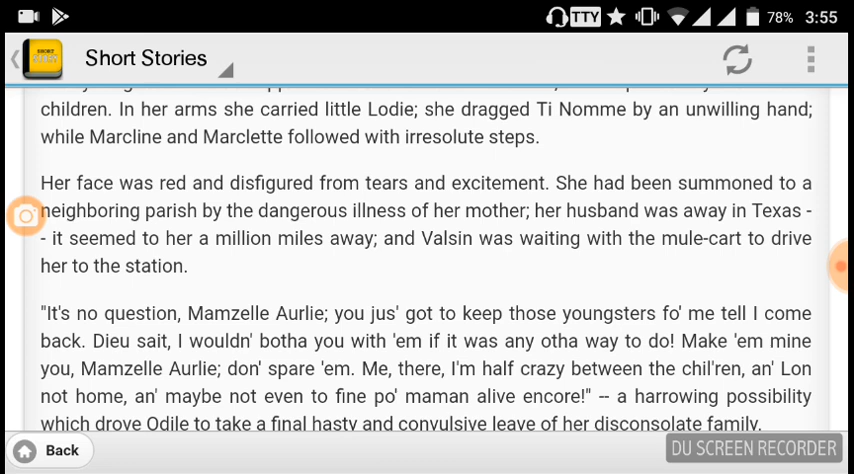 TTY 78% 3:55
Short Stories
children. In her arms she carried little Lodie; she dragged Ti Nomme by an unwilling hand;
while Marcline and Marclette followed with irresolute steps.
Her face was red and disfigured from tears and excitement. She had been summoned to a
neighboring parish by the dangerous illness of her mother; her husband was away in Texas -
- it seemed to her a million miles away; and Valsin was waiting with the mule-cart to drive
her to the station.
"It's no question, Mamzelle Aurlie; you jus' got to keep those youngsters fo' me tell I come
back. Dieu sait, I wouldn' botha you with 'em if it was any otha way to do! Make 'em mine
you, Mamzelle Aurlie; don' spare 'em. Me, there, I'm half crazy between the chil'ren, an' Lon
not home, an' maybe not even to fine po' maman alive encore!" -- a harrowing possibility
which drove Odile to take a final hasty and convulsive leave of her disconsolate family.
Back
DU SCREEN RECORDER